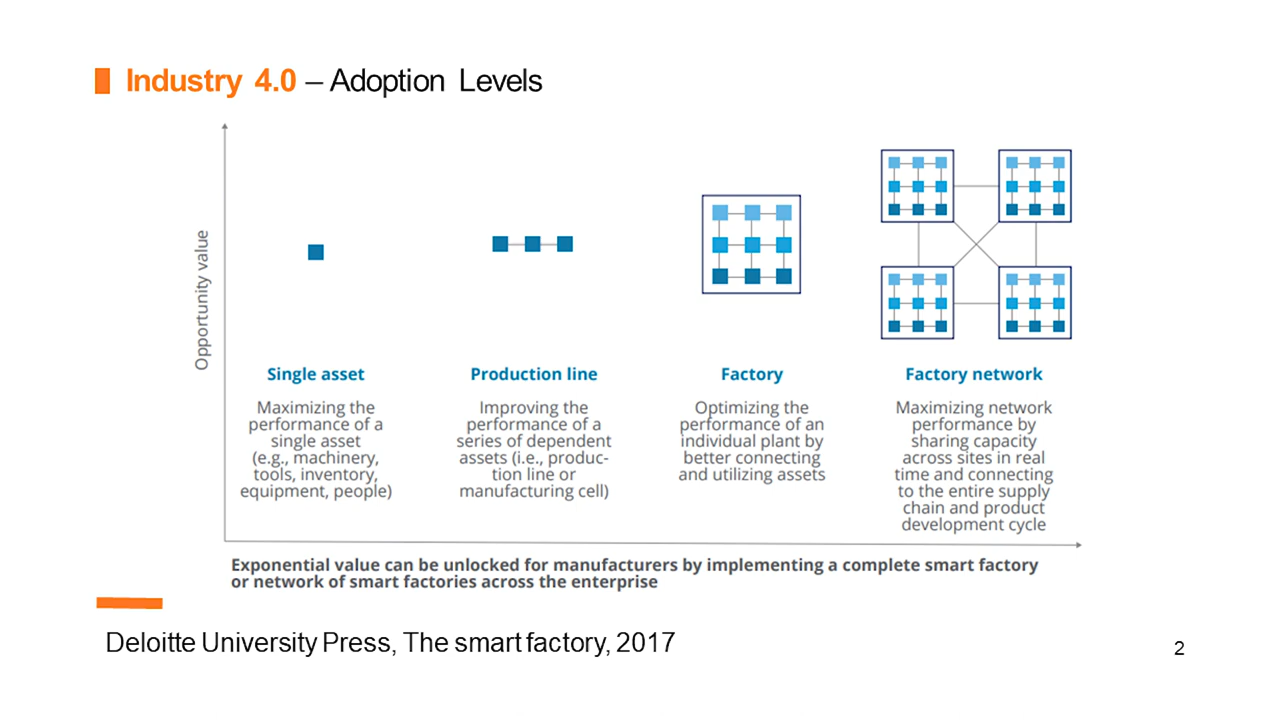 Industry 4.0 – Adoption Levels
Opportunity value
Single asset
Maximizing the
performance of a
single asset
(e.g., machinery,
tools, inventory,
equipment, people)
Production line
Improving the
performance of a
series of dependent
assets (i.e., produc-
tion line or
manufacturing cell)
Factory
Optimizing the
performance of an
individual plant by
better connecting
and utilizing assets
Factory network
Maximizing network
performance by
sharing capacity
across sites in real
time and connecting
to the entire supply
chain and product
development cycle
Exponential value can be unlocked for manufacturers by implementing a complete smart factory
or network of smart factories across the enterprise
Deloitte University Press, The smart factory, 2017
2